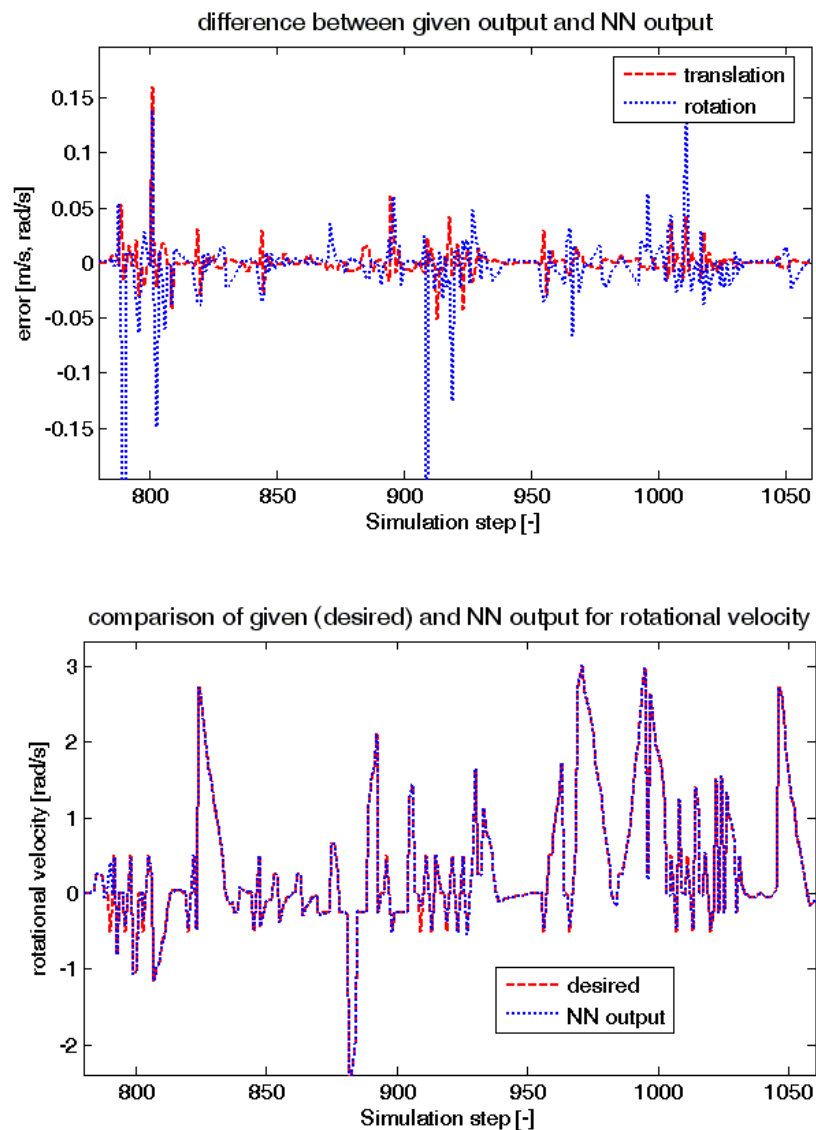 difference between given output and NN output
translation
rotation
0.15
0.1
0.05
0
-0.05
-0.1
-0.15
error [m/s, rad/s]
800 850 900 950 1000 1050
Simulation step [-]
comparison of given (desired) and NN output for rotational velocity
3
2
1
0
-1
-2
rotational velocity [rad/s]
desired
NN output
800 850 900 950 1000 1050
Simulation step [-]